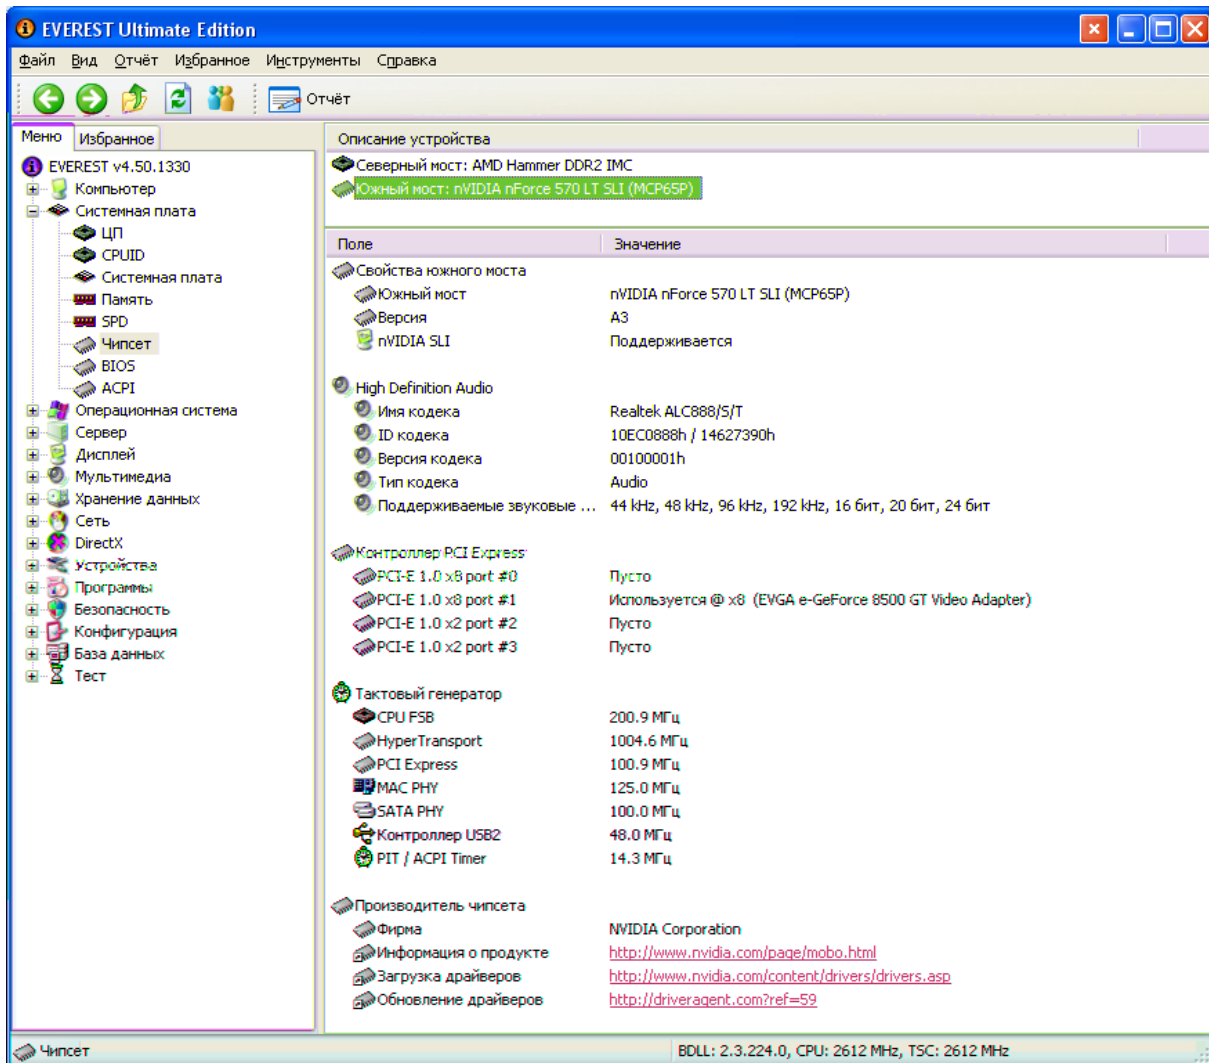 EVEREST Ultimate Edition
Файл Вид Отчёт Избранное Инструменты Справка
Отчёт
Меню Избранное
EVEREST v4.50.1330
Компьютер
Системная плата
ЦП
CPUID
Системная плата
Память
SPD
Чипсет
BIOS
ACPI
Операционная система
Сервер
Дисплей
Мультимедиа
Хранение данных
Сеть
DirectX
Устройства
Программы
Безопасность
Конфигурация
База данных
Тест
Описание устройства
Северный мост: AMD Hammer DDR2 IMC
Южный мост: nVIDIA nForce 570 LT SLI (MCP65P)
Поле Значение
Свойства южного моста
Южный мост nVIDIA nForce 570 LT SLI (MCP65P)
Версия A3
nVIDIA SLI Поддерживается
High Definition Audio
Имя кодека Realtek ALC888/S/T
ID кодека 10EC0888h / 14627390h
Версия кодека 00100001h
Тип кодека Audio
Поддерживаемые звуковые ... 44 kHz, 48 kHz, 96 kHz, 192 kHz, 16 бит, 20 бит, 24 бит
Контроллер PCI Express
PCI-E 1.0 x8 port #0 Пусто
PCI-E 1.0 x8 port #1 Используется @ x8 (EVGA e-GeForce 8500 GT Video Adapter)
PCI-E 1.0 x2 port #2 Пусто
PCI-E 1.0 x2 port #3 Пусто
Тактовый генератор
CPU FSB 200.9 МГц
HyperTransport 1004.6 МГц
PCI Express 100.9 МГц
MAC PHY 125.0 МГц
SATA PHY 100.0 МГц
Контроллер USB2 48.0 МГц
PIT / ACPI Timer 14.3 МГц
Производитель чипсета
Фирма NVIDIA Corporation
Информация о продукте http://www.nvidia.com/page/mobo.html
Загрузка драйверов http://www.nvidia.com/content/drivers/drivers.asp
Обновление драйверов http://driveragent.com?ref=59
Чипсет BDLL: 2.3.224.0, CPU: 2612 MHz, TSC: 2612 MHz